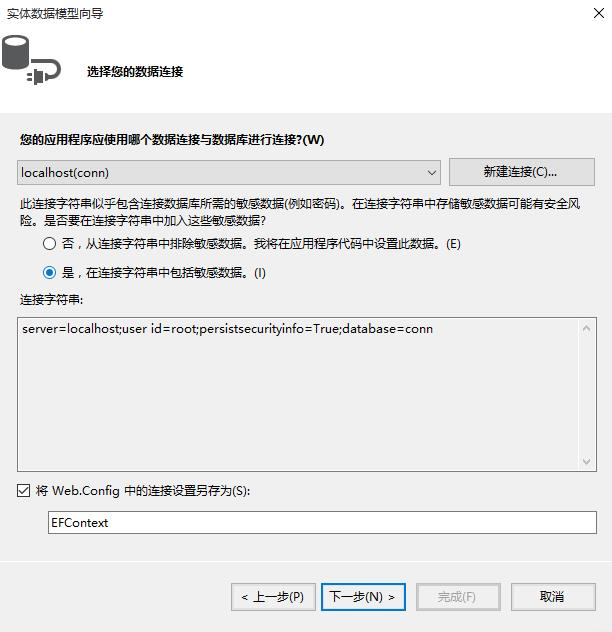 实体数据模型向导
选择您的数据连接
您的应用程序应使用哪个数据连接与数据库进行连接?(W)
localhost(conn)
新建连接(C)...
此连接字符串似乎包含连接数据库所需的敏感数据(例如密码)。在连接字符串中存储敏感数据可能有安全风
险。是否要在连接字符串中加入这些敏感数据?
否，从连接字符串中排除敏感数据。我将在应用程序代码中设置此数据。(E)
是，在连接字符串中包括敏感数据。(I)
连接字符串:
server=localhost;user id=root;persistsecurityinfo=True;database=conn
将 Web.Config 中的连接设置另存为(S):
EFContext
< 上一步(P)
下一步(N) >
完成(F)
取消